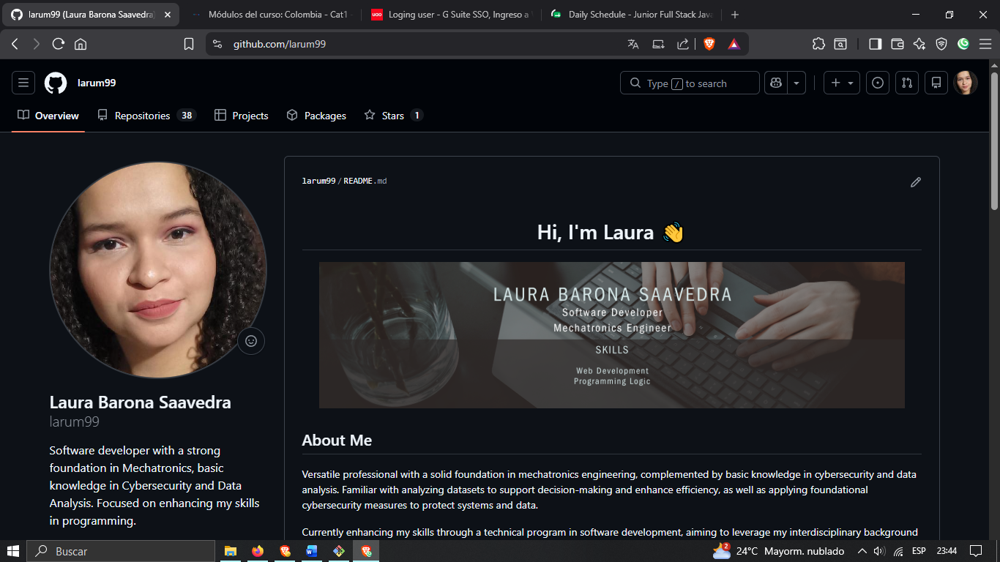 larum99 (Laura Barona Saavedra)
Módulos del curso: Colombia - Cat1
UAO
Loging user - G Suite SSO, Ingreso a
Daily Schedule - Junior Full Stack Java
github.com/larum99
larum99
Type / to search
Overview
Repositories 38
Projects
Packages
Stars 1
larum99/README.md
Hi, I'm Laura 👋
LAURA BARONA SAAVEDRA
Software Developer
Mechatronics Engineer
SKILLS
Web Development
Programming Logic
Laura Barona Saavedra
larum99
Software developer with a strong
foundation in Mechatronics, basic
knowledge in Cybersecurity and Data
Analysis. Focused on enhancing my skills
in programming.
About Me
Versatile professional with a solid foundation in mechatronics engineering, complemented by basic knowledge in cybersecurity and data
analysis. Familiar with analyzing datasets to support decision-making and enhance efficiency, as well as applying foundational
cybersecurity measures to protect systems and data.
Currently enhancing my skills through a technical program in software development, aiming to leverage my interdisciplinary background
Buscar
2
24°C Mayorm. nublado
ESP
23:44